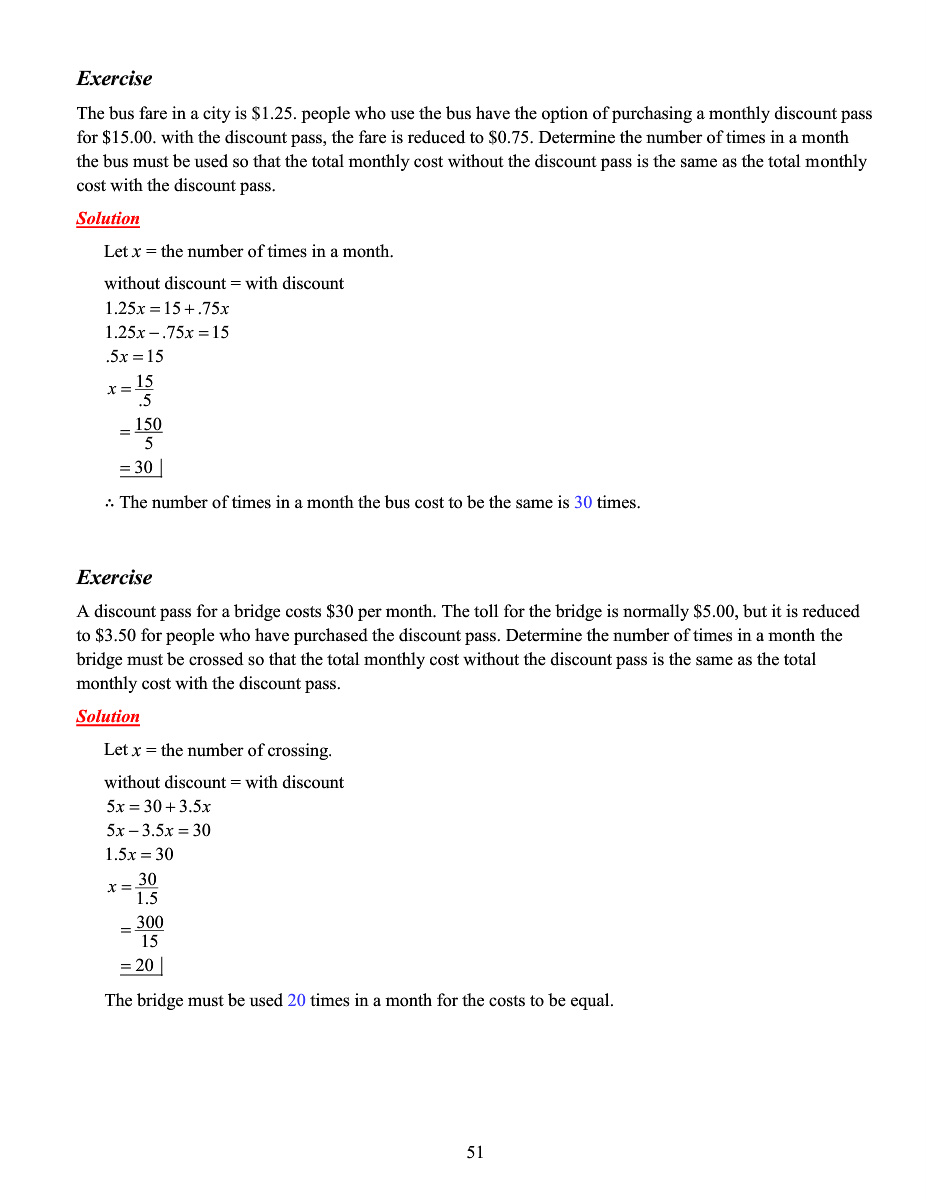 Exercise
The bus fare in a city is $1.25. people who use the bus have the option of purchasing a monthly discount pass
for $15.00. with the discount pass, the fare is reduced to $0.75. Determine the number of times in a month
the bus must be used so that the total monthly cost without the discount pass is the same as the total monthly
cost with the discount pass.
Solution
Let x = the number of times in a month.
without discount = with discount
1.25x = 15 + .75x
1.25x − .75x = 15
.5x = 15
x = 15/.5
= 150/5
= 30
∴ The number of times in a month the bus cost to be the same is 30 times.
Exercise
A discount pass for a bridge costs $30 per month. The toll for the bridge is normally $5.00, but it is reduced
to $3.50 for people who have purchased the discount pass. Determine the number of times in a month the
bridge must be crossed so that the total monthly cost without the discount pass is the same as the total
monthly cost with the discount pass.
Solution
Let x = the number of crossing.
without discount = with discount
5x = 30 + 3.5x
5x − 3.5x = 30
1.5x = 30
x = 30/1.5
= 300/15
= 20
The bridge must be used 20 times in a month for the costs to be equal.
51